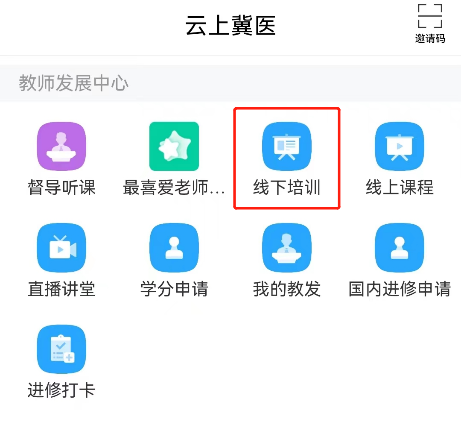 云上冀医
邀请码
教师发展中心
督导听课
最喜爱老师...
线下培训
线上课程
直播讲堂
学分申请
我的教发
国内进修申请
进修打卡